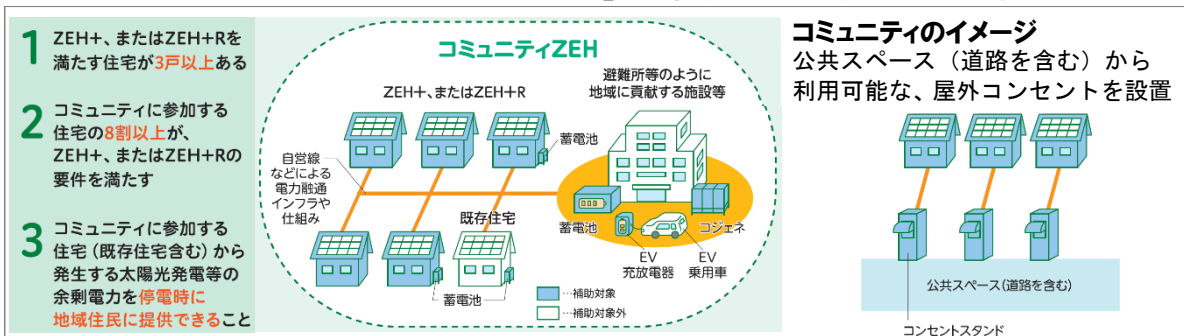 1
ZEH+、またはZEH+Rを
満たす住宅が3戸以上ある
2
コミュニティに参加する
住宅の8割以上が、
ZEH+、またはZEH+Rの
要件を満たす
3
コミュニティに参加する
住宅(既存住宅含む)から
発生する太陽光発電等の
余剰電力を停電時に
地域住民に提供できること
コミュニティZEH
ZEH+、またはZEH+R
避難所等のように
地域に貢献する施設等
蓄電池
自営線
などによる
電力融通
インフラや
仕組み
既存住宅
蓄電池
コジェネ
EV
充放電器
EV
乗用車
蓄電池
…補助対象
…補助対象外
コミュニティのイメージ
公共スペース(道路を含む)から
利用可能な、屋外コンセントを設置
公共スペース(道路を含む)
コンセントスタンド